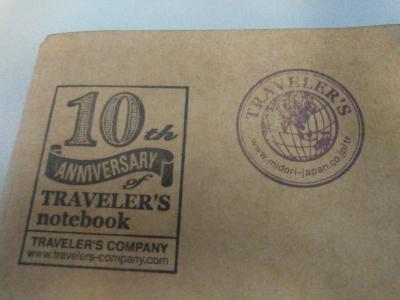 10th
ANNIVERSARY
of
TRAVELER'S
notebook
TRAVELER'S COMPANY
www.travelers-company.com
TRAVELER'S
www.midori-japan.co.jp/tr